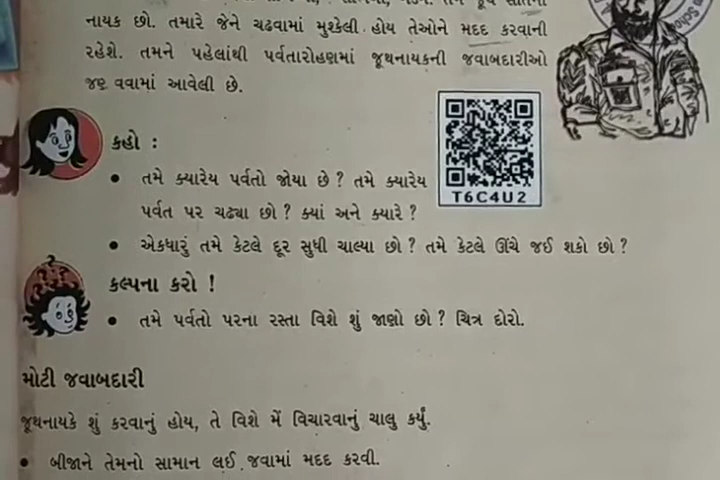 નાયક છો. તમારે જેને ચઢવામાં મુશ્કેલી હોય તેઓને મદદ કરવાની
રહેશે. તમને પહેલાંથી પર્વતારોહણમાં જૂથનાયકની જવાબદારીઓ
જણાવવામાં આવેલી છે.
કહો :
• તમે ક્યારેય પર્વતો જોયા છે ? તમે ક્યારેય
પર્વત પર ચઢ્યા છો ? ક્યાં અને ક્યારે ?
T6C4U2
• એકધારું તમે કેટલે દૂર સુધી ચાલ્યા છો ? તમે કેટલે ઊંચે જઈ શકો છો ?
કલ્પના કરો !
• તમે પર્વતો પરના રસ્તા વિશે શું જાણો છો ? ચિત્ર દોરો.
મોટી જવાબદારી
જૂથનાયકે શું કરવાનું હોય, તે વિશે મેં વિચારવાનું ચાલુ કર્યું.
• બીજાને તેમનો સામાન લઈ જવામાં મદદ કરવી.